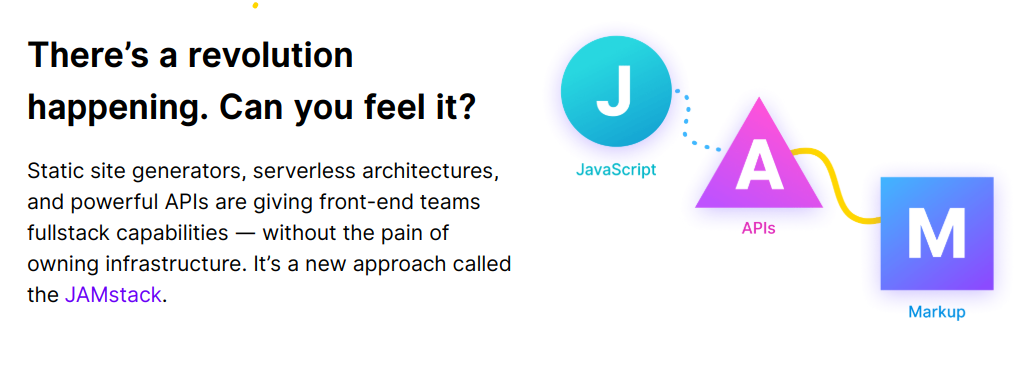 There’s a revolution
happening. Can you feel it?
Static site generators, serverless architectures,
and powerful APIs are giving front-end teams
fullstack capabilities — without the pain of
owning infrastructure. It’s a new approach called
the JAMstack.
J
JavaScript
A
APIs
M
Markup